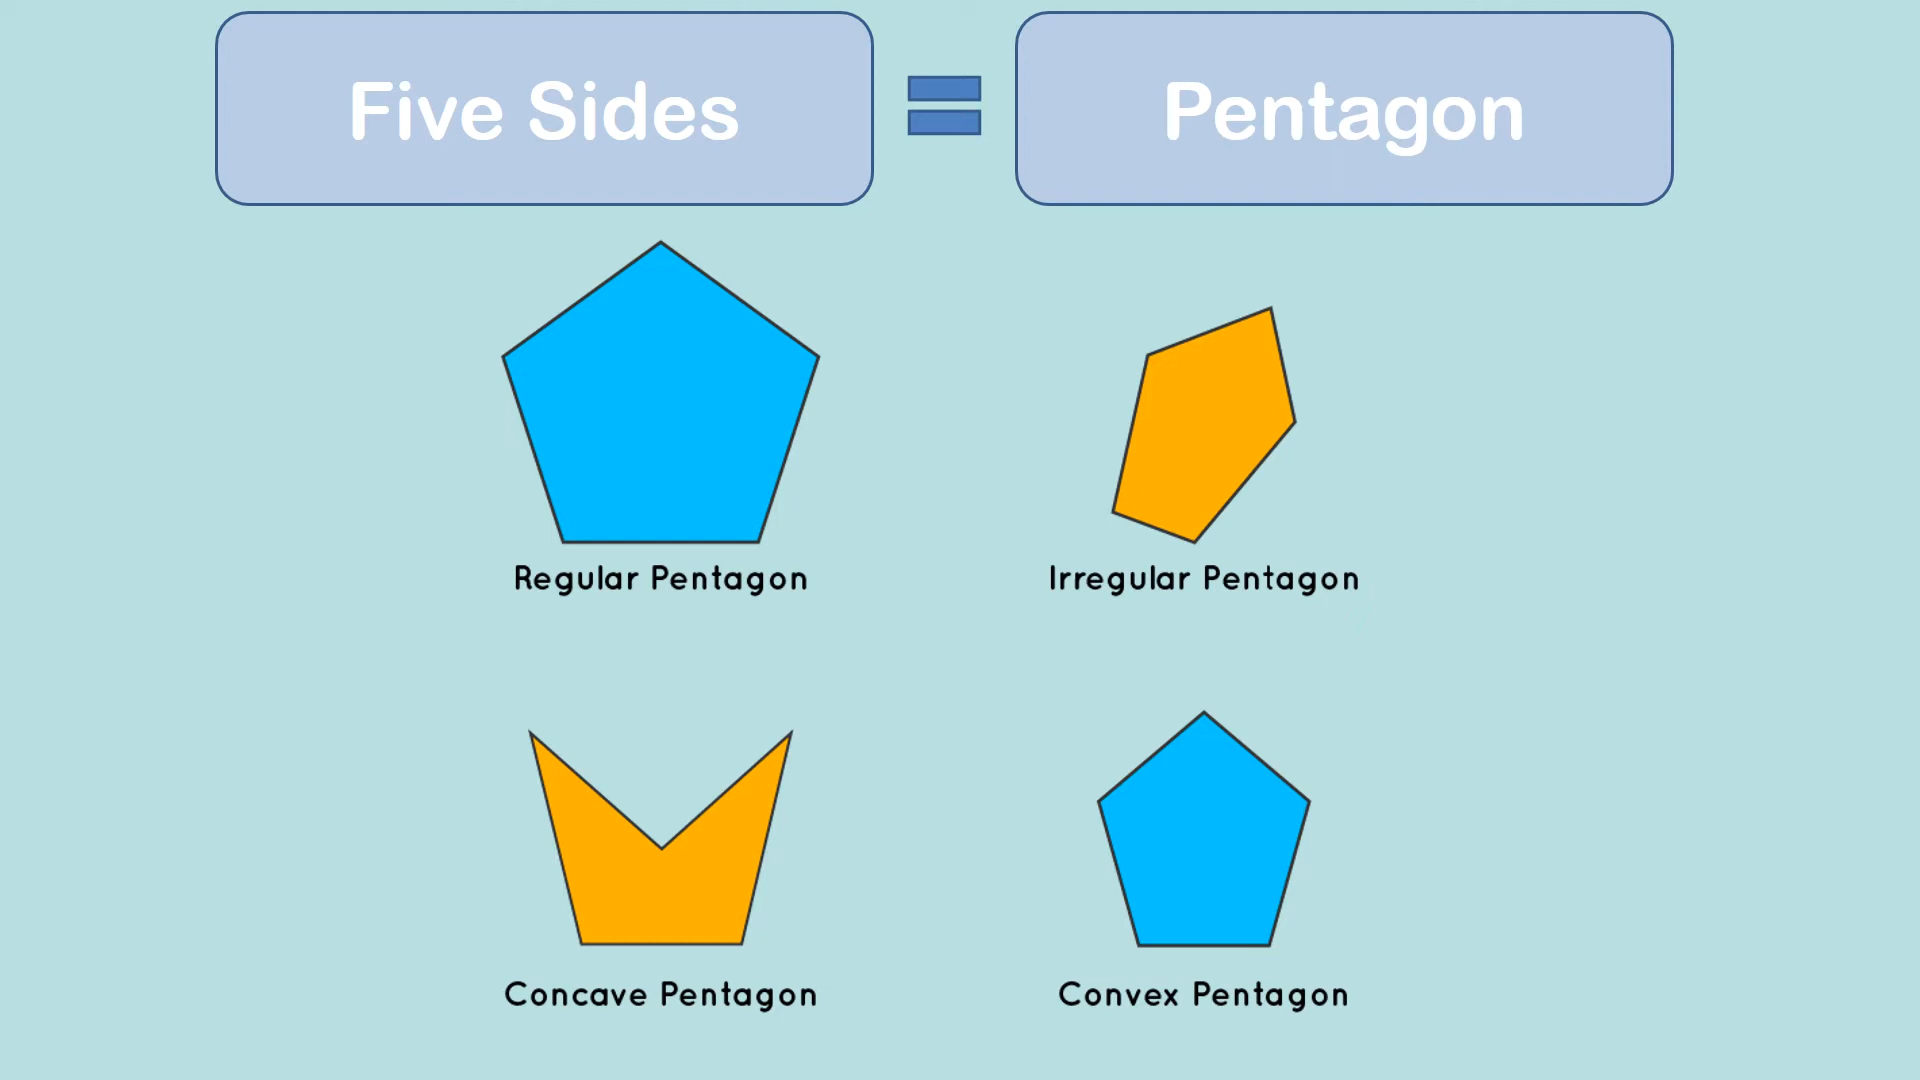 Five Sides
Pentagon
Regular Pentagon
Irregular Pentagon
Concave Pentagon
Convex Pentagon